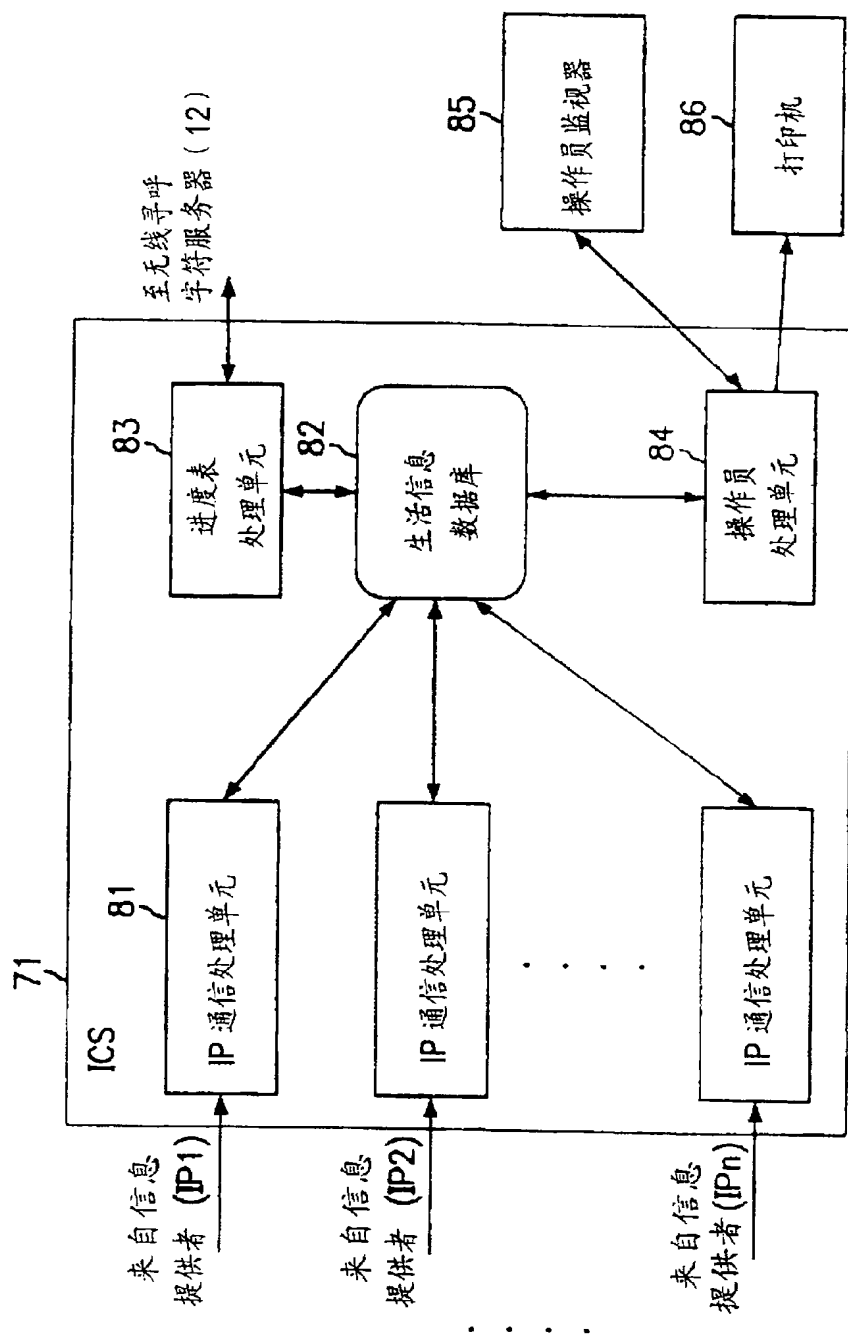 71
ICS
来自信息
提供者 (IP1)
81
IP 通信处理单元
来自信息
提供者 (IP2)
IP 通信处理单元
来自信息
提供者 (IPn)
IP 通信处理单元
83
进度表
处理单元
至无线寻呼
字符服务器 (12)
82
生活信息
数据库
84
操作员
处理单元
85
操作员监视器
86
打印机